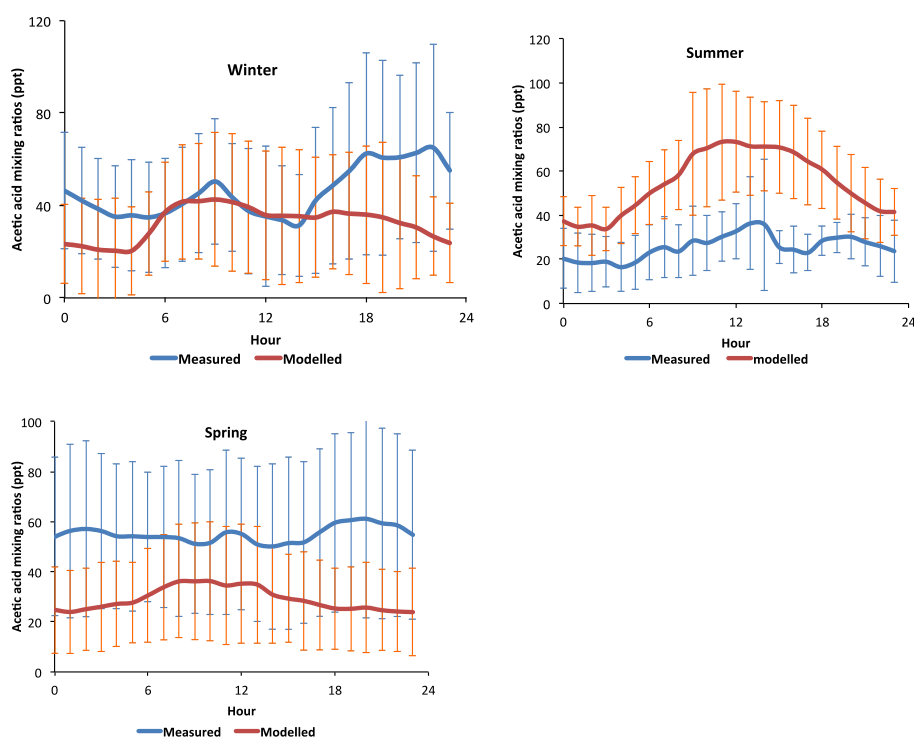 Winter
Acetic acid mixing ratios (ppt)
120
80
40
0
0 6 12 18 24
Hour
Measured Modelled
Summer
Acetic acid mixing ratios (ppt)
120
100
80
60
40
20
0
0 6 12 18 24
Hour
Measured modelled
Spring
Acetic acid mixing ratios (ppt)
100
80
60
40
20
0
0 6 12 18 24
Hour
Measured Modelled